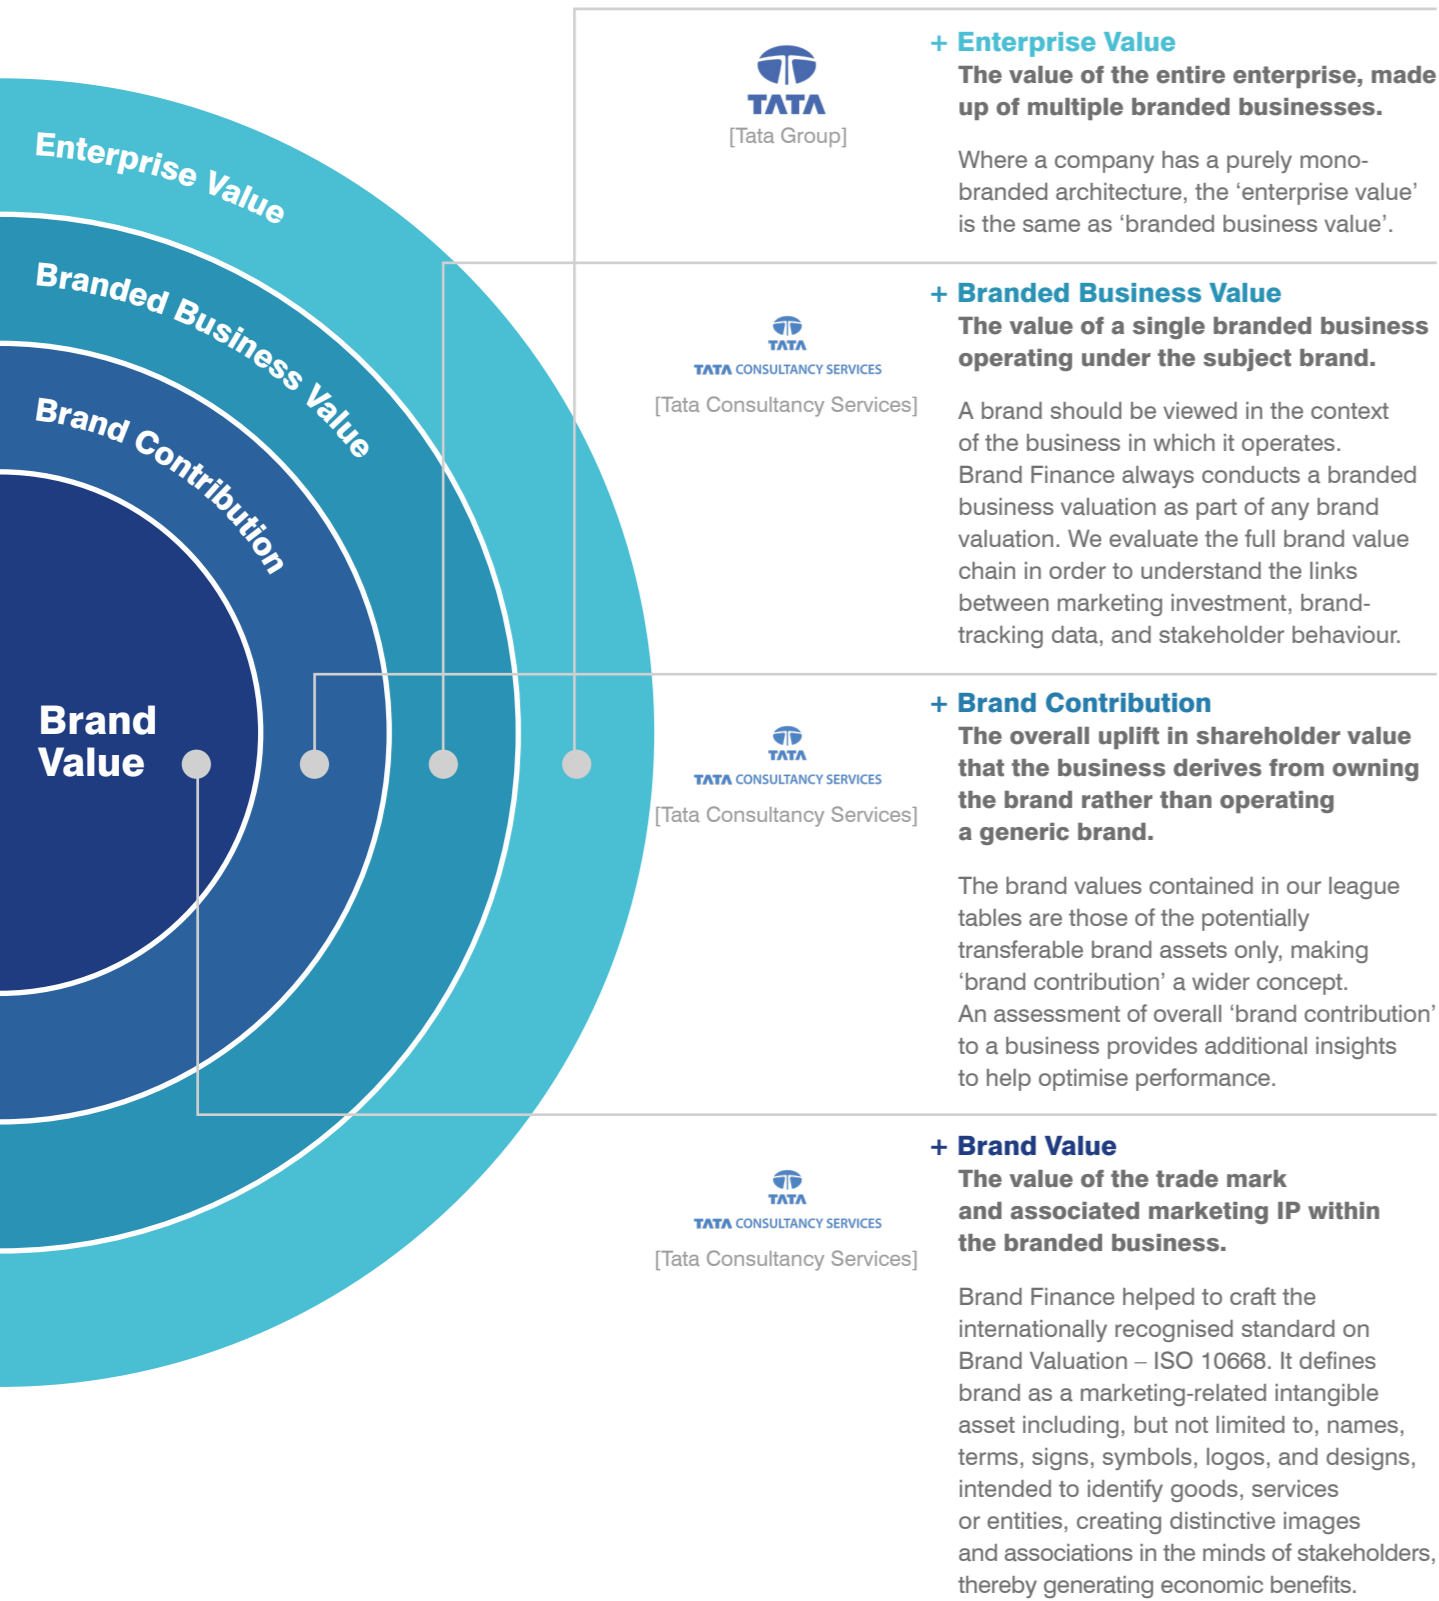 Enterprise Value
Branded Business Value
Brand Contribution
Brand
Value
TATA
[Tata Group]
+ Enterprise Value
The value of the entire enterprise, made
up of multiple branded businesses.
Where a company has a purely mono-
branded architecture, the ‘enterprise value’
is the same as ‘branded business value’.
TATA
TATA CONSULTANCY SERVICES
[Tata Consultancy Services]
+ Branded Business Value
The value of a single branded business
operating under the subject brand.
A brand should be viewed in the context
of the business in which it operates.
Brand Finance always conducts a branded
business valuation as part of any brand
valuation. We evaluate the full brand value
chain in order to understand the links
between marketing investment, brand-
tracking data, and stakeholder behaviour.
TATA
TATA CONSULTANCY SERVICES
[Tata Consultancy Services]
+ Brand Contribution
The overall uplift in shareholder value
that the business derives from owning
the brand rather than operating
a generic brand.
The brand values contained in our league
tables are those of the potentially
transferable brand assets only, making
‘brand contribution’ a wider concept.
An assessment of overall ‘brand contribution’
to a business provides additional insights
to help optimise performance.
TATA
TATA CONSULTANCY SERVICES
[Tata Consultancy Services]
+ Brand Value
The value of the trade mark
and associated marketing IP within
the branded business.
Brand Finance helped to craft the
internationally recognised standard on
Brand Valuation – ISO 10668. It defines
brand as a marketing-related intangible
asset including, but not limited to, names,
terms, signs, symbols, logos, and designs,
intended to identify goods, services
or entities, creating distinctive images
and associations in the minds of stakeholders,
thereby generating economic benefits.